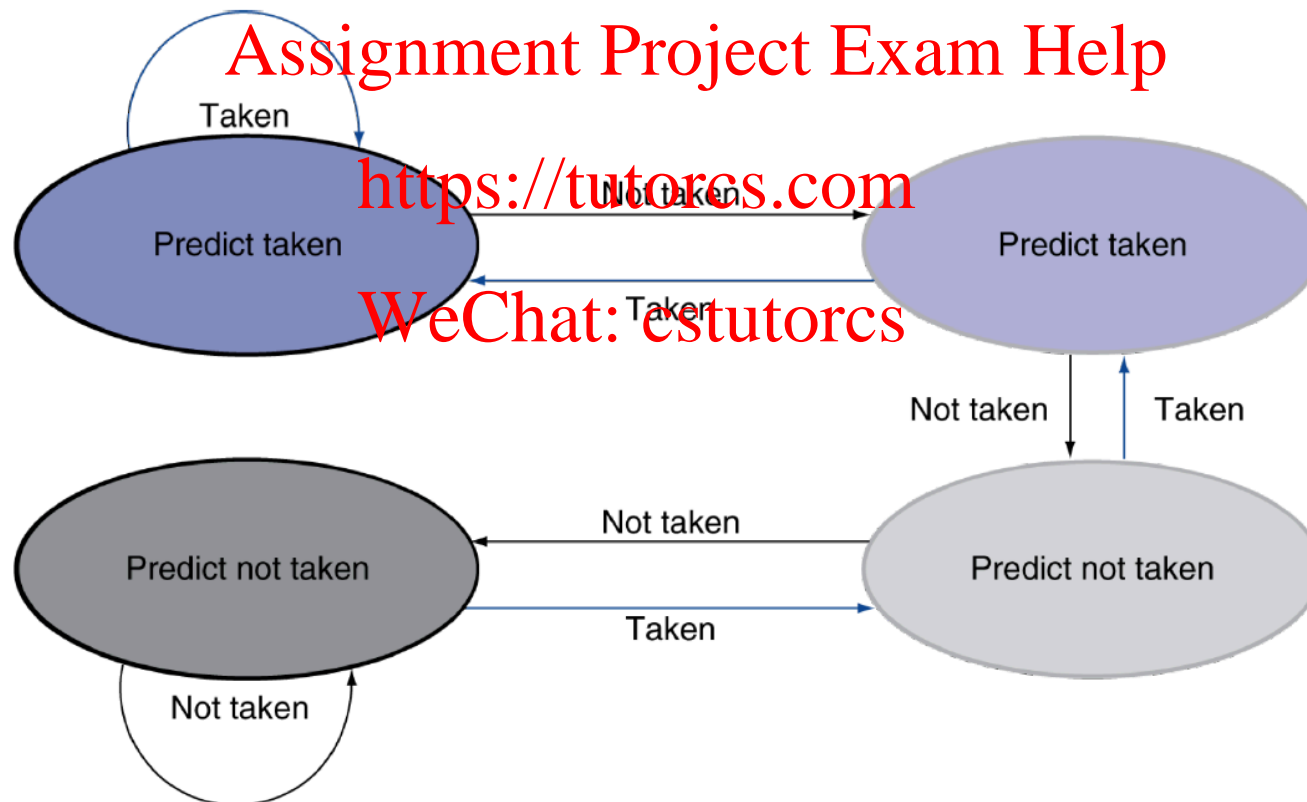 Assignment Project Exam Help
Taken
https://tutorcs.com
Not taken
Predict taken
Predict taken
Taken
WeChat: cstutorcs
Not taken
Taken
Not taken
Predict not taken
Predict not taken
Taken
Not taken